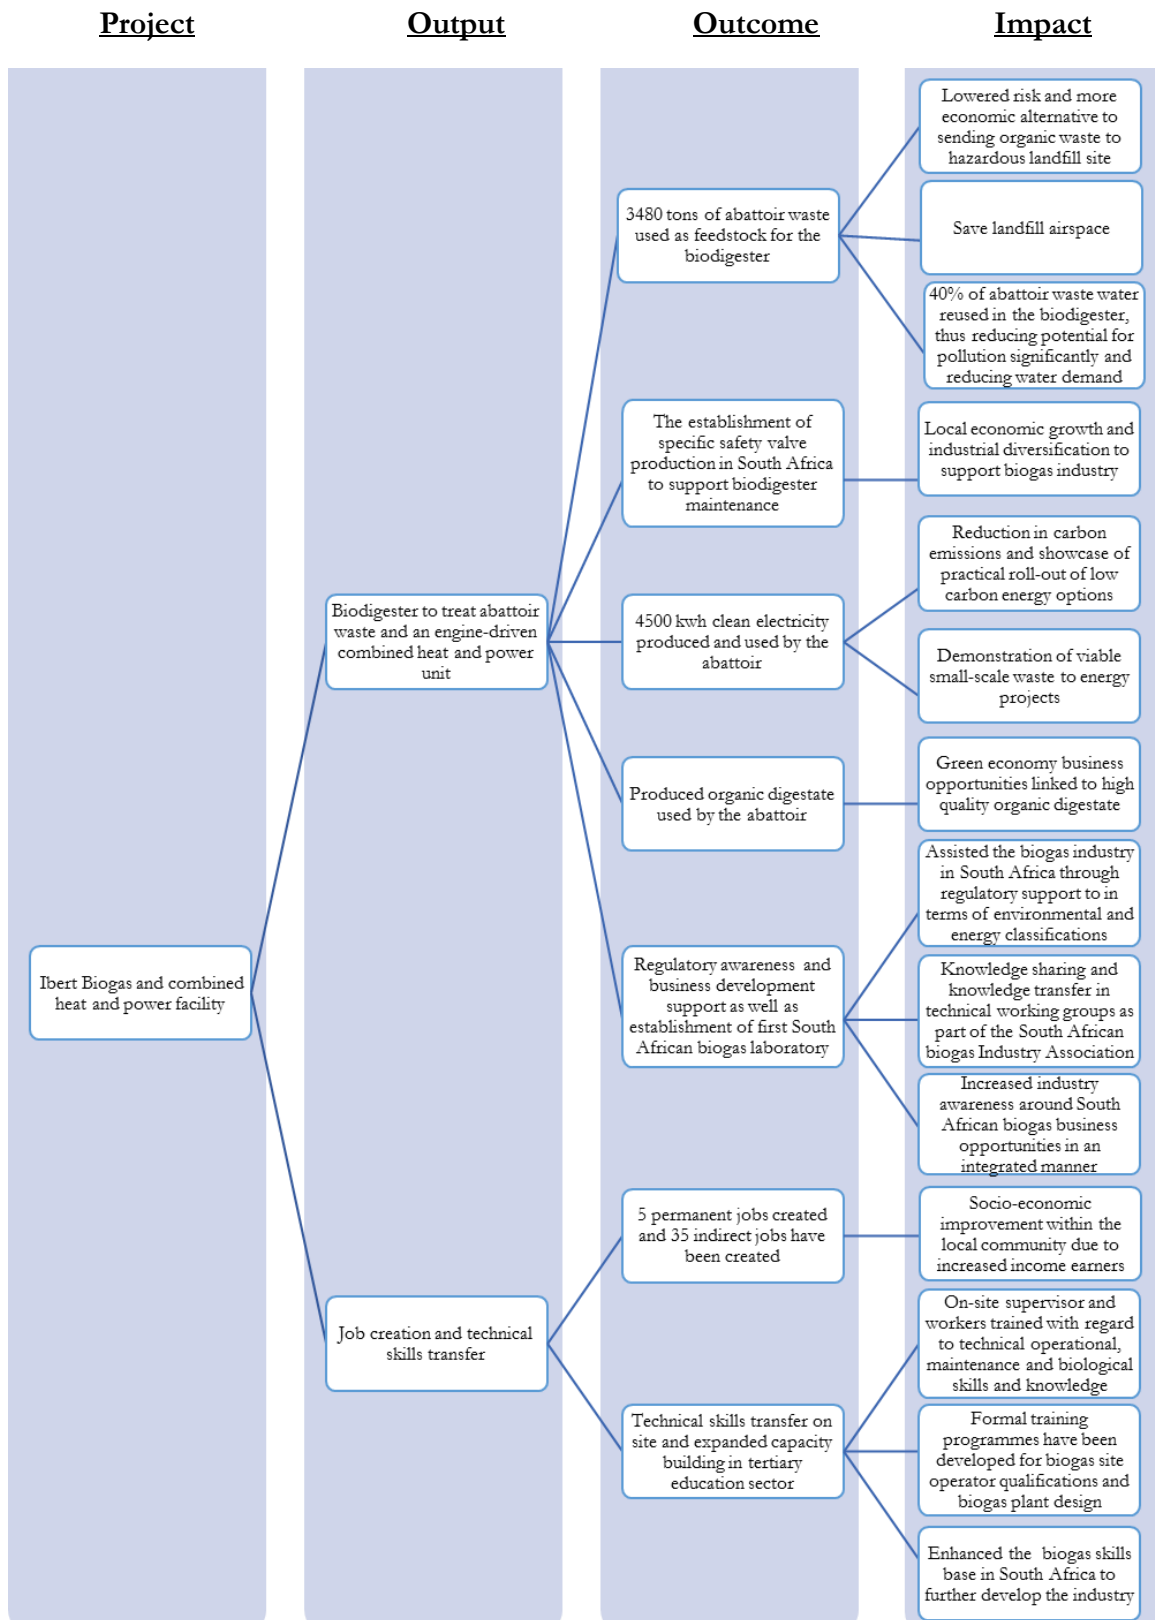 Project
Output
Outcome
Impact
Ibert Biogas and combined
heat and power facility
Biodigester to treat abattoir
waste and an engine-driven
combined heat and power
unit
Job creation and technical
skills transfer
3480 tons of abattoir waste
used as feedstock for the
biodigester
The establishment of
specific safety valve
production in South Africa
to support biodigester
maintenance
4500 kwh clean electricity
produced and used by the
abattoir
Produced organic digestate
used by the abattoir
Regulatory awareness and
business development
support as well as
establishment of first South
African biogas laboratory
5 permanent jobs created
and 35 indirect jobs have
been created
Technical skills transfer on
site and expanded capacity
building in tertiary
education sector
Lowered risk and more
economic alternative to
sending organic waste to
hazardous landfill site
Save landfill airspace
40% of abattoir waste water
reused in the biodigester,
thus reducing potential for
pollution significantly and
reducing water demand
Local economic growth and
industrial diversification to
support biogas industry
Reduction in carbon
emissions and showcase of
practical roll-out of low
carbon energy options
Demonstration of viable
small-scale waste to energy
projects
Green economy business
opportunities linked to high
quality organic digestate
Assisted the biogas industry
in South Africa through
regulatory support to in
terms of environmental and
energy classifications
Knowledge sharing and
knowledge transfer in
technical working groups as
part of the South African
biogas Industry Association
Increased industry
awareness around South
African biogas business
opportunities in an
integrated manner
Socio-economic
improvement within the
local community due to
increased income earners
On-site supervisor and
workers trained with regard
to technical operational,
maintenance and biological
skills and knowledge
Formal training
programmes have been
developed for biogas site
operator qualifications and
biogas plant design
Enhanced the biogas skills
base in South Africa to
further develop the industry